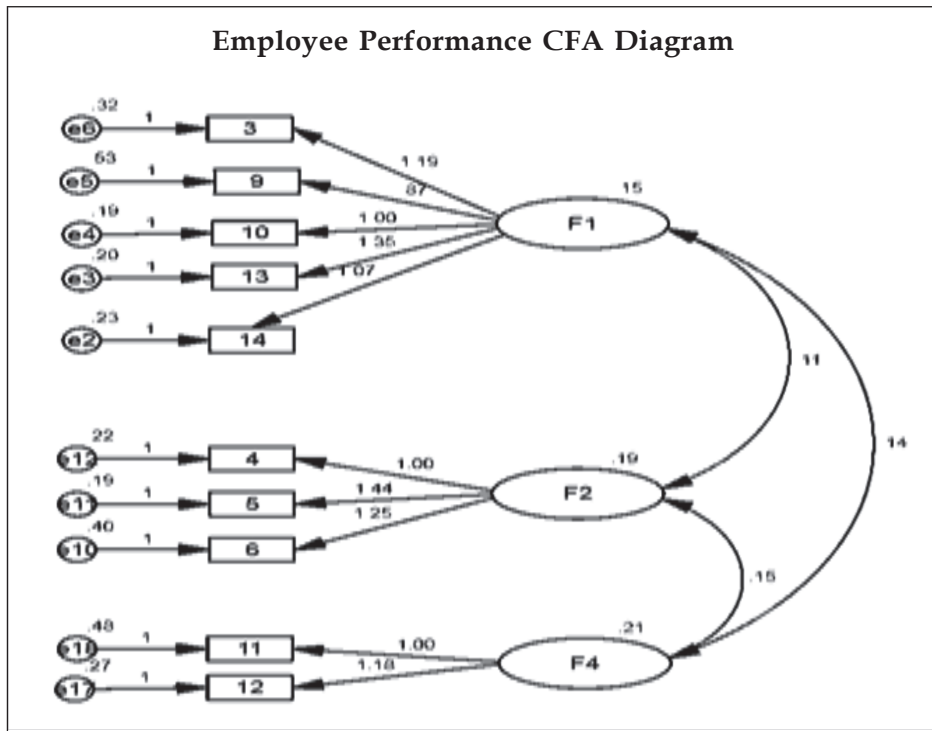 Employee Performance CFA Diagram
.32
e6 1 3
1 19
.53
e5 1 9
.87
.15
F1
.19
e4 1 10
1 00
.20
e3 1 13
1.35
.23
e2 1 14
1 07
11
14
22
e12 1 4
1.00
.19
F2
.19
e11 1 5
1 44
.40
e10 1 6
1 25
.15
.48
e18 1 11
1.00
.21
F4
.27
e17 1 12
1.18